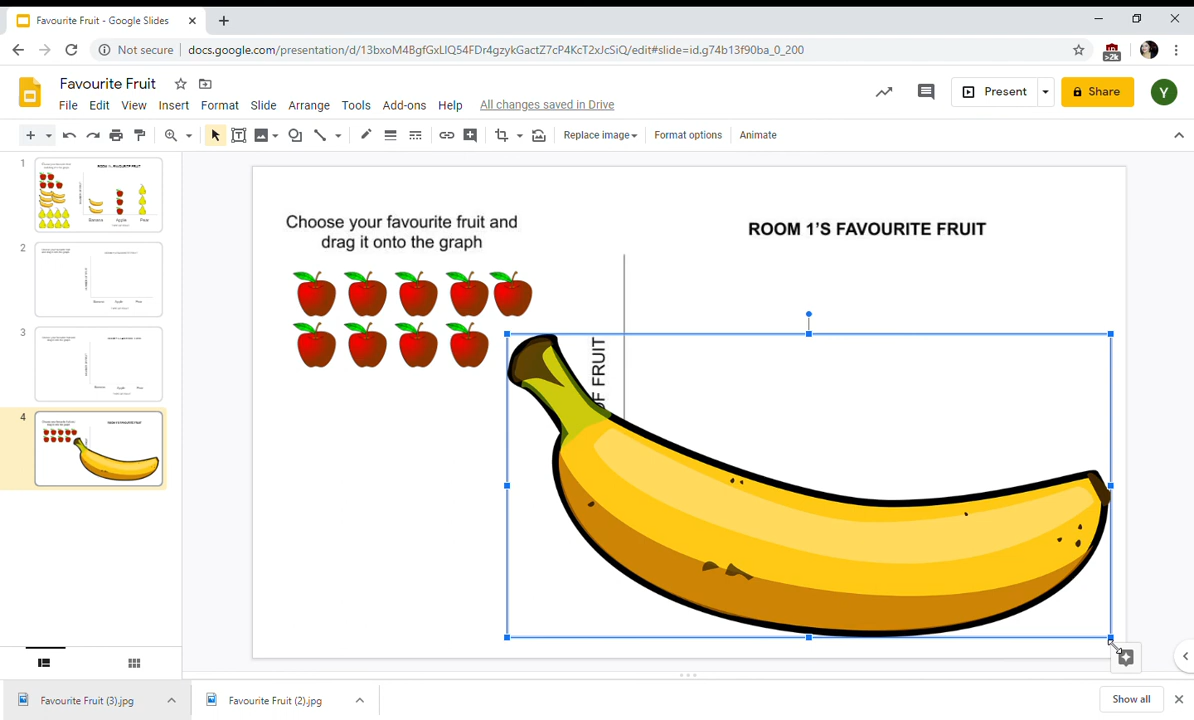 Favourite Fruit - Google Slides
Not secure
docs.google.com/presentation/d/13bxoM4BgfGxLIQ54FDr4gzykGactZ7cP4KcT2xJcSiQ/edit#slide=id.g74b13f90ba_0_200
>2k
Favourite Fruit
File Edit View Insert Format Slide Arrange Tools Add-ons Help All changes saved in Drive
Present
Share
Y
Replace image
Format options
Animate
1
2
3
4
Choose your favourite fruit and
drag it onto the graph
ROOM 1'S FAVOURITE FRUIT
OF FRUIT
Favourite Fruit (3).jpg
Favourite Fruit (2).jpg
Show all